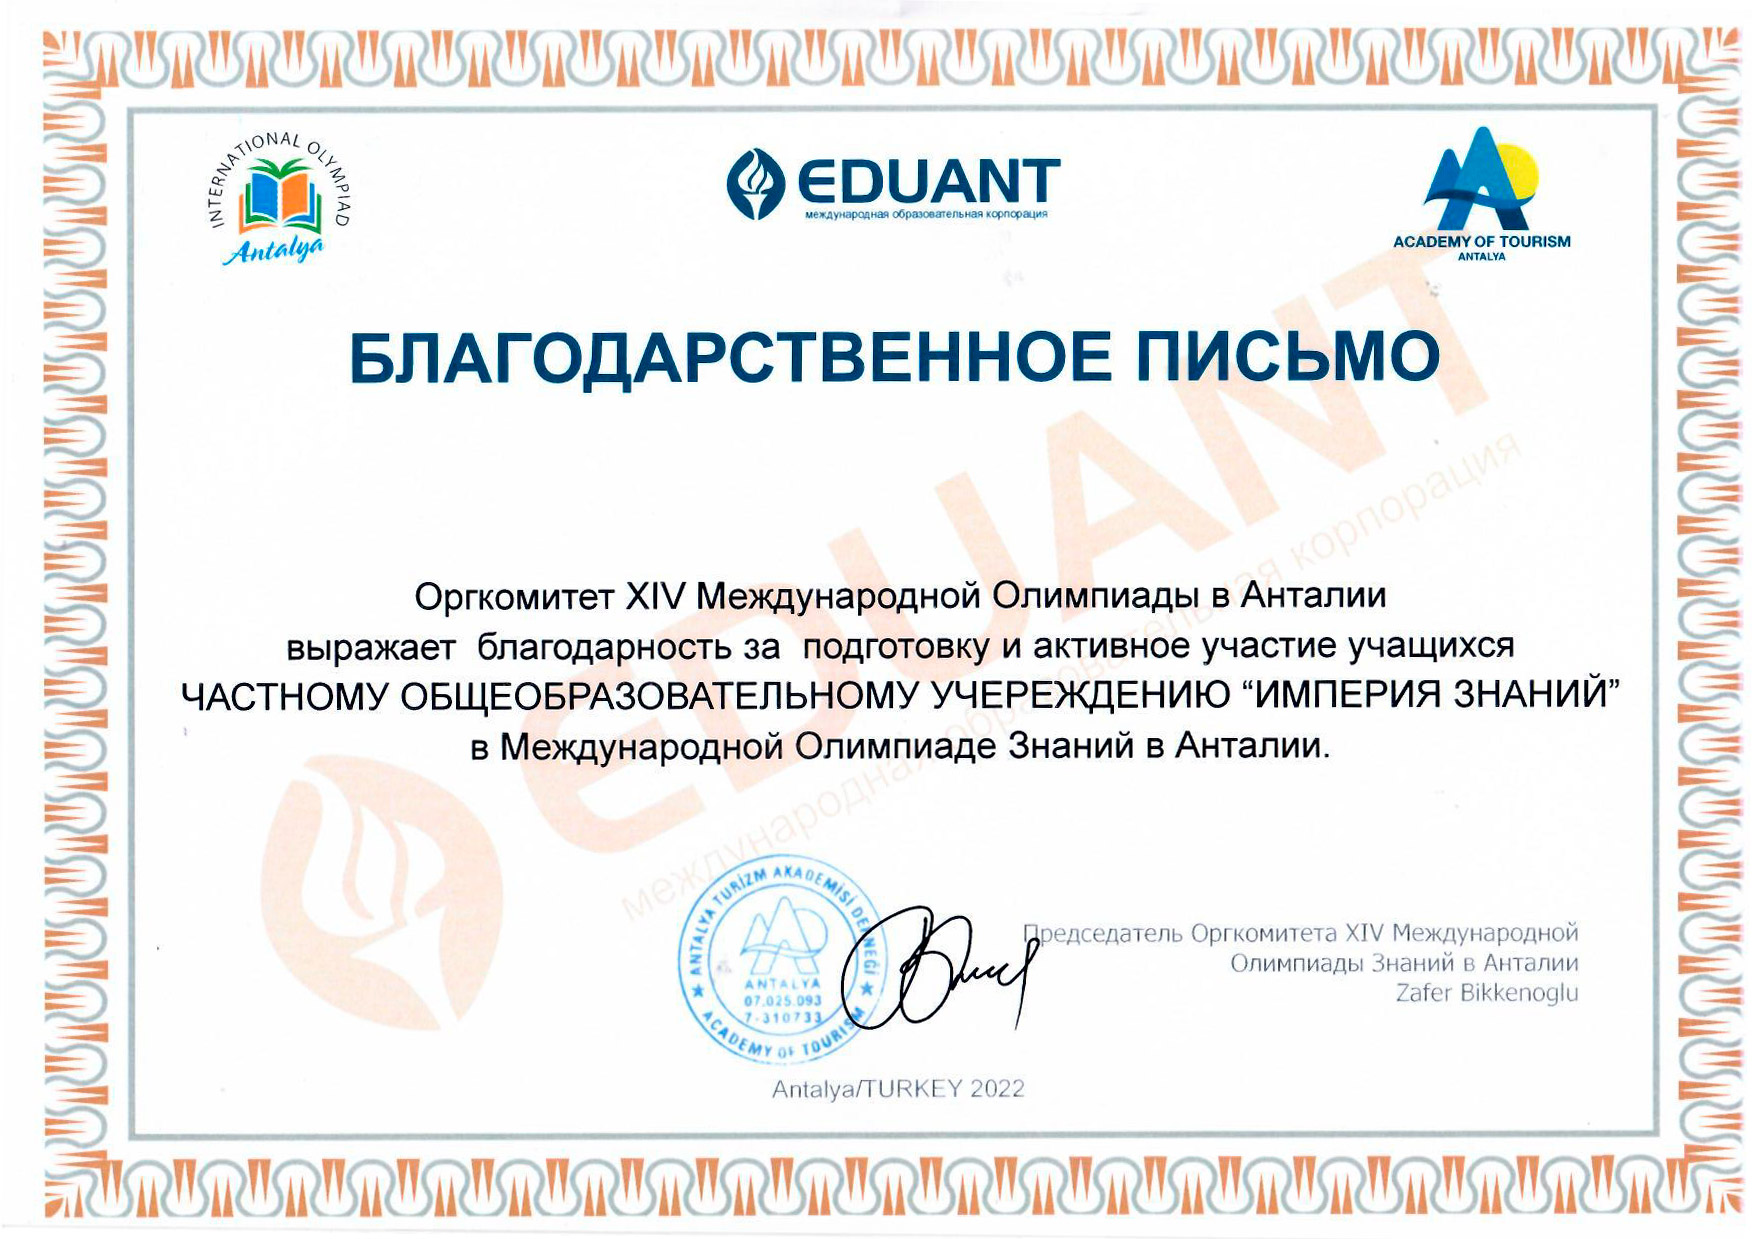 INTERNATIONAL OLYMPIAD
Antalya
EDUANT
международная образовательная корпорация
ACADEMY OF TOURISM
ANTALYA
БЛАГОДАРСТВЕННОЕ ПИСЬМО
Оргкомитет XIV Международной Олимпиады в Анталии
выражает благодарность за подготовку и активное участие учащихся
ЧАСТНОМУ ОБЩЕОБРАЗОВАТЕЛЬНОМУ УЧЕРЕЖДЕНИЮ “ИМПЕРИЯ ЗНАНИЙ”
в Международной Олимпиаде Знаний в Анталии.
EDUANT
международная образовательная корпорация
ANTALYA TURİZM AKADEMİSİ DERNEĞİ
ANTALYA
07.025.093
7-310733
ACADEMY OF TOURISM
Председатель Оргкомитета XIV Международной
Олимпиады Знаний в Анталии
Zafer Bikkenoglu
Antalya/TURKEY 2022